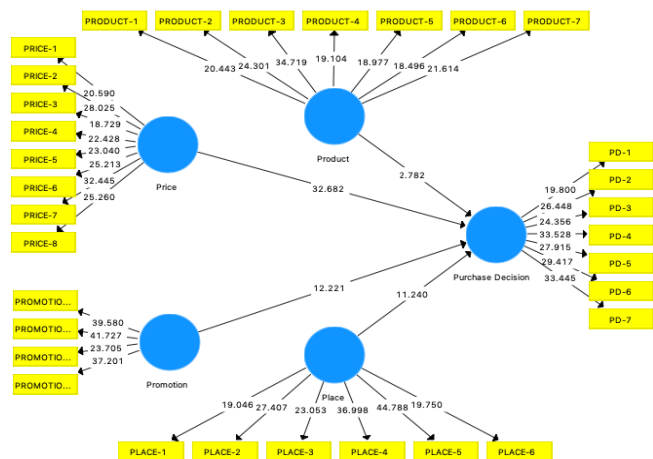 PRODUCT-1 PRODUCT-2 PRODUCT-3 PRODUCT-4 PRODUCT-5 PRODUCT-6 PRODUCT-7
20.443 24.301 34.719 19.104 18.977 18.496 21.614
Product
PRICE-1
PRICE-2
PRICE-3
PRICE-4
PRICE-5
PRICE-6
PRICE-7
PRICE-8
20.590
28.025
18.729
22.428
23.040
25.213
32.445
25.260
Price
2.782
32.682
12.221
11.240
Purchase Decision
PD-1
PD-2
PD-3
PD-4
PD-5
PD-6
PD-7
19.800
26.448
24.356
33.528
27.915
29.417
33.445
PROMOTIO...
PROMOTIO...
PROMOTIO...
PROMOTIO...
39.580
41.727
23.705
37.201
Promotion
Place
19.046 27.407 23.053 36.998 44.788 19.750
PLACE-1 PLACE-2 PLACE-3 PLACE-4 PLACE-5 PLACE-6